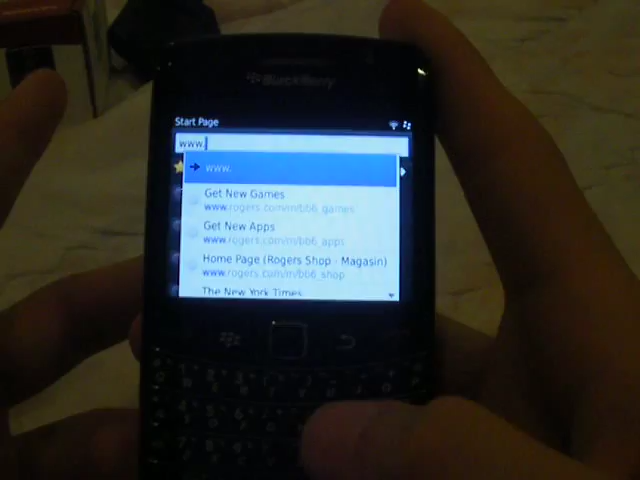 BlackBerry
Start Page
www.
www.
Get New Games
www.rogers.com/m/bb6_games
Get New Apps
www.rogers.com/m/bb6_apps
Home Page (Rogers Shop - Magasin)
www.rogers.com/m/bb6_shop
The New York Times